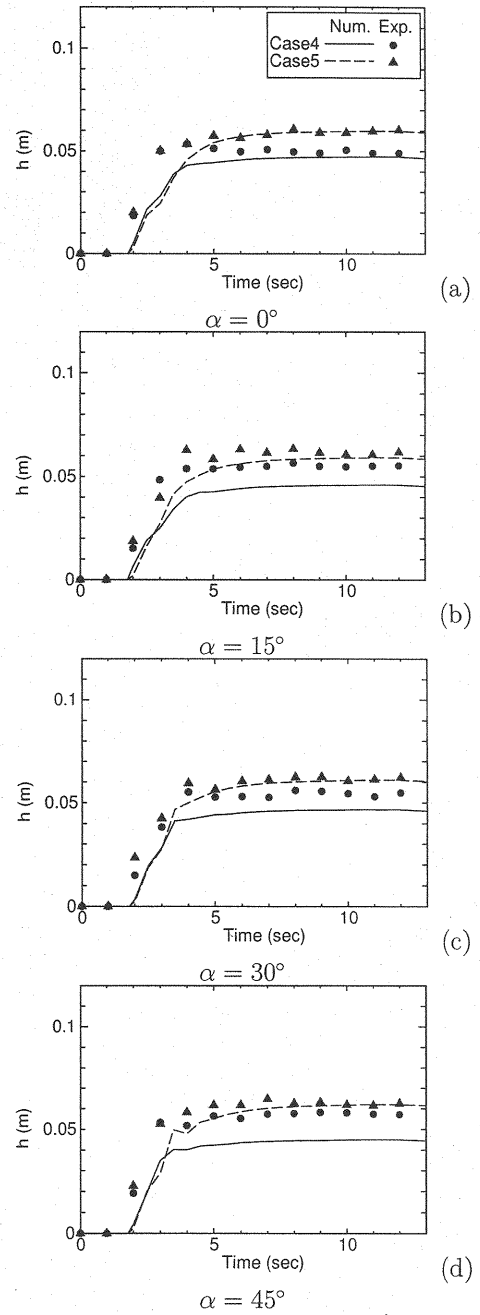 0.1
0.05
0
h (m)
Num. Exp.
Case4
Case5
5 10
Time (sec)
(a)
α = 0°
0.1
0.05
0
h (m)
0 5 10
Time (sec)
(b)
α = 15°
0.1
0.05
0
h (m)
0 5 10
Time (sec)
(c)
α = 30°
0.1
0.05
0
h (m)
0 5 10
Time (sec)
(d)
α = 45°